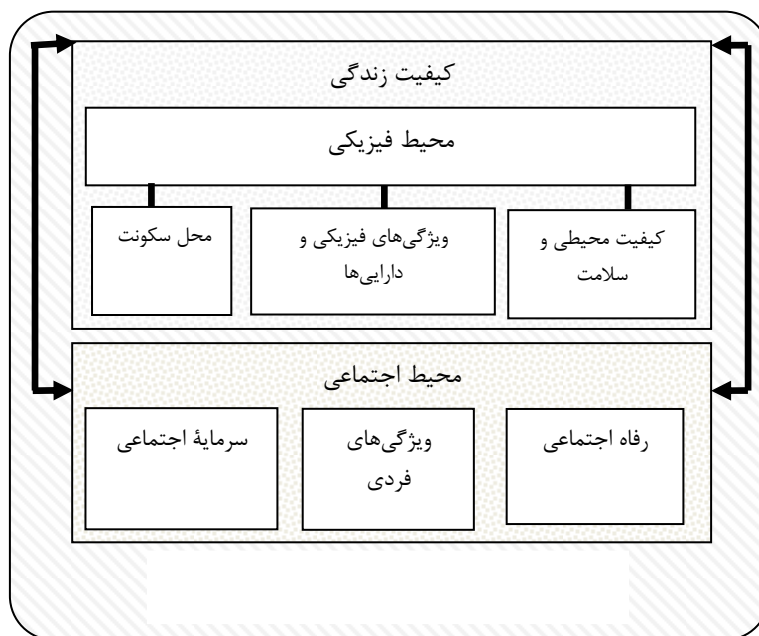 کیفیت زندگی
محیط فیزیکی
کیفیت محیطی و
سلامت
ویژگی‌های فیزیکی و
دارایی‌ها
محل سکونت
محیط اجتماعی
رفاه اجتماعی
ویژگی‌های
فردی
سرمایۀ اجتماعی